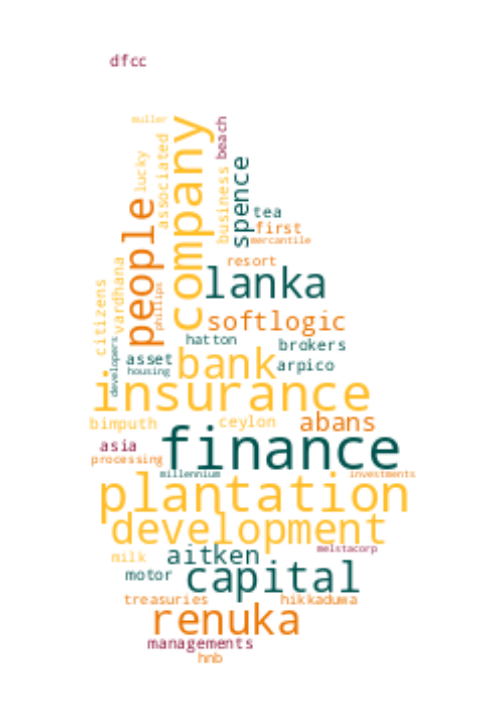 dfcc
muller
company
beach
lucky
associated
business
spence
people
tea
first
mercantile
resort
lanka
citizens
vardhana
phillips
softlogic
developers
hatton
brokers
asset
bank
arpico
housing
insurance
bimputh
ceylon
abans
asia
finance
processing
millennium
investments
plantation
development
milk
aitken
melstacorp
motor
capital
treasuries
hikkaduwa
renuka
managements
hnb